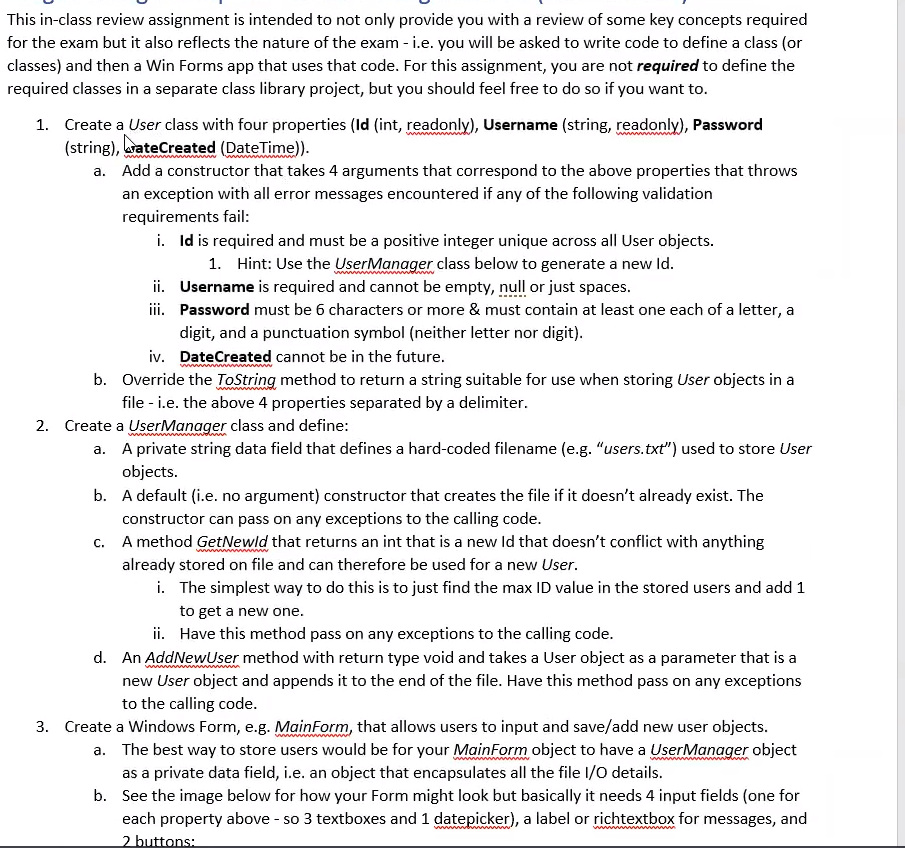 This in-class review assignment is intended to not only provide you with a review of some key concepts required
for the exam but it also reflects the nature of the exam - i.e. you will be asked to write code to define a class (or
classes) and then a Win Forms app that uses that code. For this assignment, you are not required to define the
required classes in a separate class library project, but you should feel free to do so if you want to.
1. Create a User class with four properties (Id (int, readonly), Username (string, readonly), Password
(string), DateCreated (DateTime)).
a. Add a constructor that takes 4 arguments that correspond to the above properties that throws
an exception with all error messages encountered if any of the following validation
requirements fail:
i. Id is required and must be a positive integer unique across all User objects.
1. Hint: Use the UserManager class below to generate a new Id.
ii. Username is required and cannot be empty, null or just spaces.
iii. Password must be 6 characters or more & must contain at least one each of a letter, a
digit, and a punctuation symbol (neither letter nor digit).
iv. DateCreated cannot be in the future.
b. Override the ToString method to return a string suitable for use when storing User objects in a
file - i.e. the above 4 properties separated by a delimiter.
2. Create a UserManager class and define:
a. A private string data field that defines a hard-coded filename (e.g. “users.txt”) used to store User
objects.
b. A default (i.e. no argument) constructor that creates the file if it doesn’t already exist. The
constructor can pass on any exceptions to the calling code.
c. A method GetNewId that returns an int that is a new Id that doesn’t conflict with anything
already stored on file and can therefore be used for a new User.
i. The simplest way to do this is to just find the max ID value in the stored users and add 1
to get a new one.
ii. Have this method pass on any exceptions to the calling code.
d. An AddNewUser method with return type void and takes a User object as a parameter that is a
new User object and appends it to the end of the file. Have this method pass on any exceptions
to the calling code.
3. Create a Windows Form, e.g. MainForm, that allows users to input and save/add new user objects.
a. The best way to store users would be for your MainForm object to have a UserManager object
as a private data field, i.e. an object that encapsulates all the file I/O details.
b. See the image below for how your Form might look but basically it needs 4 input fields (one for
each property above - so 3 textboxes and 1 datepicker), a label or richtextbox for messages, and
2 buttons: